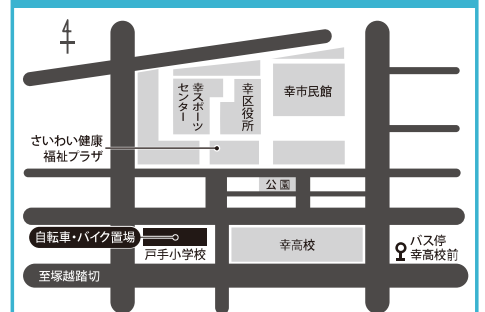 幸スポーツ
センター
幸区役所
幸市民館
さいわい健康
福祉プラザ
公園
自転車・バイク置場
戸手小学校
幸高校
バス停
幸高校前
至塚越踏切